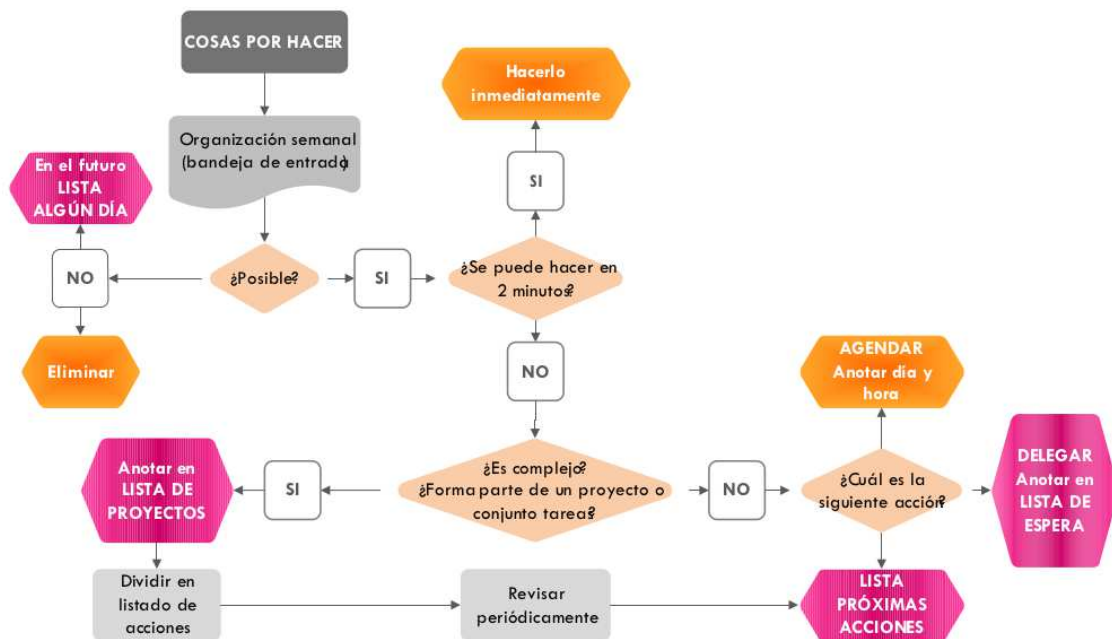 COSAS POR HACER
Hacerlo
inmediatamente
Organización semanal
(bandeja de entrada)
En el futuro
LISTA
ALGÚN DÍA
SI
NO
¿Posible?
SI
¿Se puede hacer en
2 minutos?
Eliminar
NO
AGENDAR
Anotar día y
hora
Anotar en
LISTA DE
PROYECTOS
SI
¿Es complejo?
¿Forma parte de un proyecto o
conjunto tareas?
NO
¿Cuál es la
siguiente acción?
DELEGAR
Anotar en
LISTA DE
ESPERA
Dividir en
listado de
acciones
Revisar
periódicamente
LISTA
PRÓXIMAS
ACCIONES